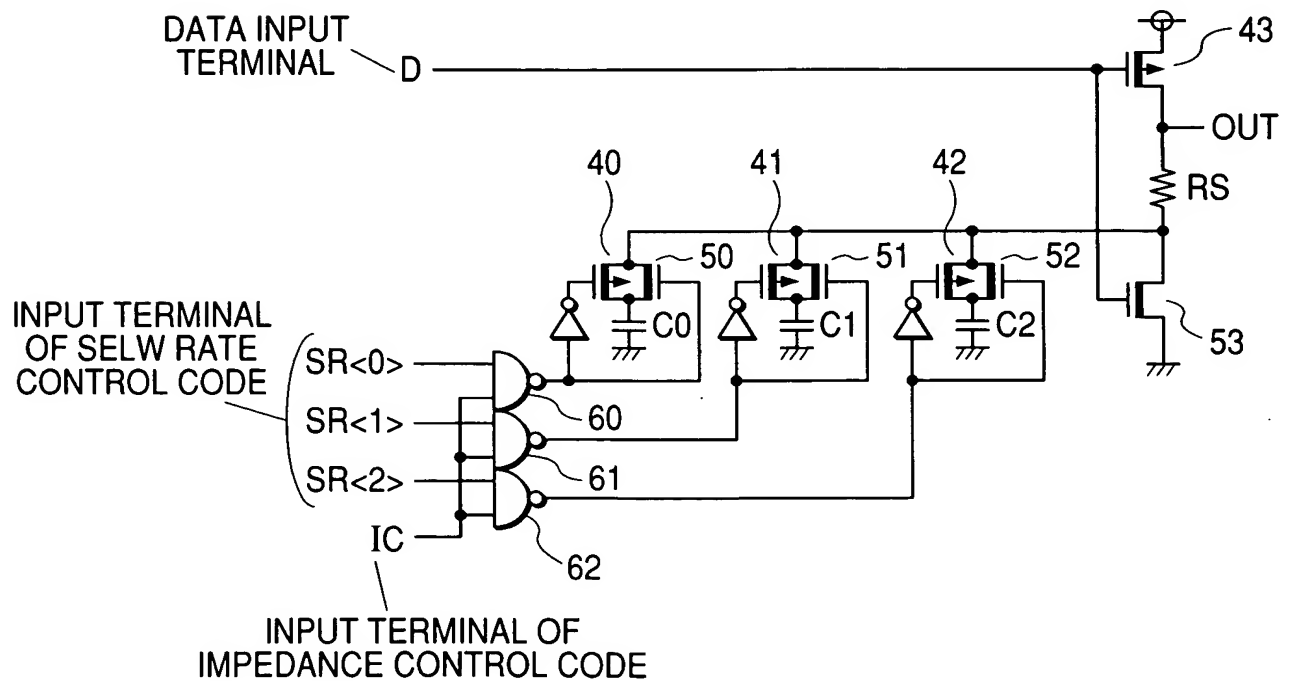 DATA INPUT
TERMINAL
D
43
OUT
RS
40
41
42
50
51
52
C0
C1
C2
53
INPUT TERMINAL
OF SELW RATE
CONTROL CODE
SR<0>
SR<1>
SR<2>
60
61
62
IC
INPUT TERMINAL OF
IMPEDANCE CONTROL CODE